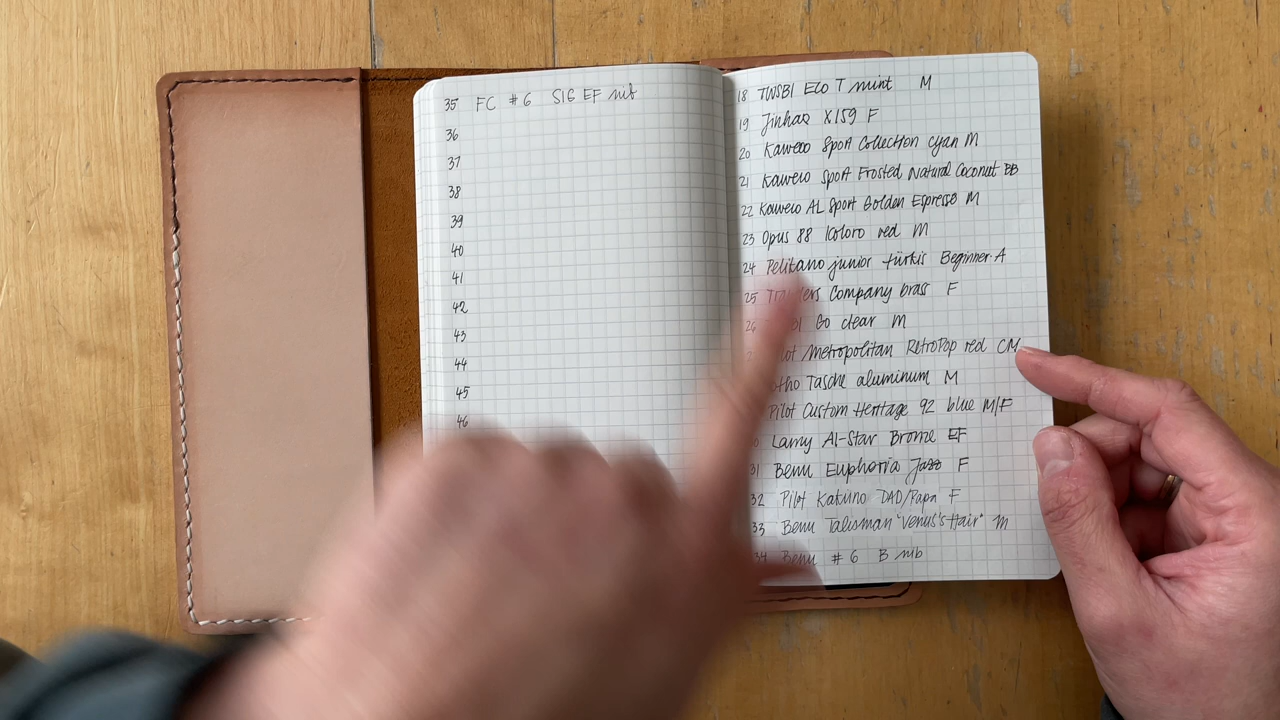 35 FC #6 SIG EF nib
36
37
38
39
40
41
42
43
44
45
46
18 TWSBI Eco T mint M
19 Jinhao X159 F
20 Kaweco Sport Collection Cyan M
21 Kaweco Sport Frosted Natural Coconut BB
22 Kaweco AL Sport Golden Espresso M
23 Opus 88 Koloro red M
24 Pelikano junior türkis Beginner A
25 Company brass F
Go clear M
Metropolitan RetroPop red CM
Tasche aluminum M
Pilot Custom Heritage 92 blue M/F
Lamy Al-Star Bronze EF
31 Benu Euphoria Jazz F
32 Pilot Kakuno DAD/Papa F
33 Benu Talisman "Venus's Hair" M
34 Benu #6 B nib